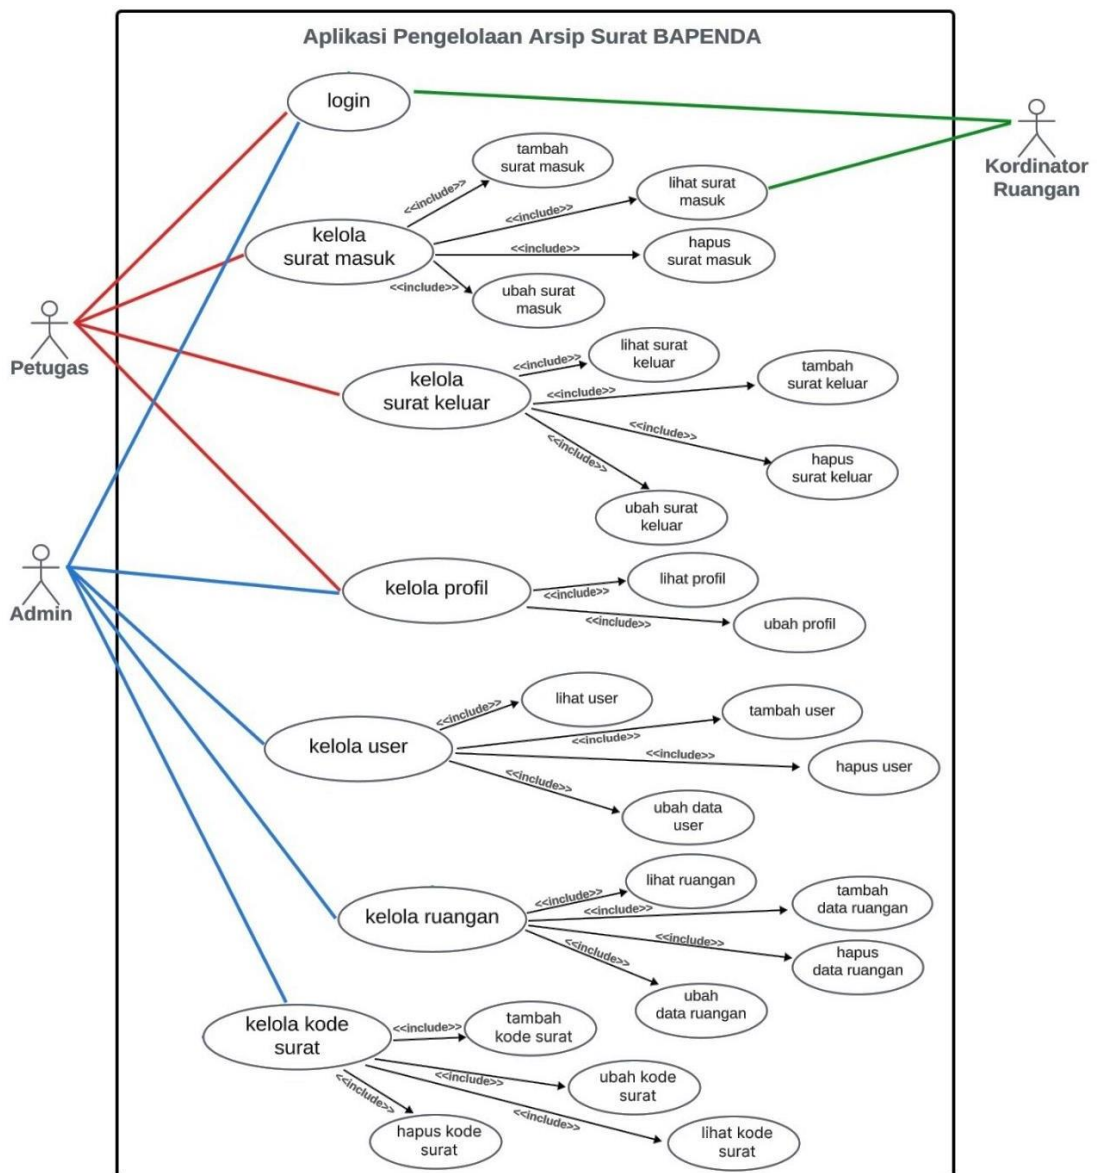 Aplikasi Pengelolaan Arsip Surat BAPENDA
login
Kordinator
Ruangan
tambah
surat masuk
<<include>>
lihat surat
masuk
<<include>>
kelola
surat masuk
<<include>>
hapus
surat masuk
<<include>>
ubah surat
masuk
Petugas
lihat surat
keluar
<<include>>
kelola
surat keluar
<<include>>
tambah
surat keluar
<<include>>
hapus
surat keluar
<<include>>
ubah surat
keluar
Admin
kelola profil
<<include>>
lihat profil
<<include>>
ubah profil
lihat user
<<include>>
tambah user
kelola user
<<include>>
<<include>>
hapus user
<<include>>
ubah data
user
lihat ruangan
<<include>>
kelola ruangan
<<include>>
tambah
data ruangan
<<include>>
hapus
data ruangan
<<include>>
ubah
data ruangan
kelola kode
surat
<<include>>
tambah
kode surat
<<include>>
ubah kode
surat
<<include>>
hapus kode
surat
<<include>>
lihat kode
surat